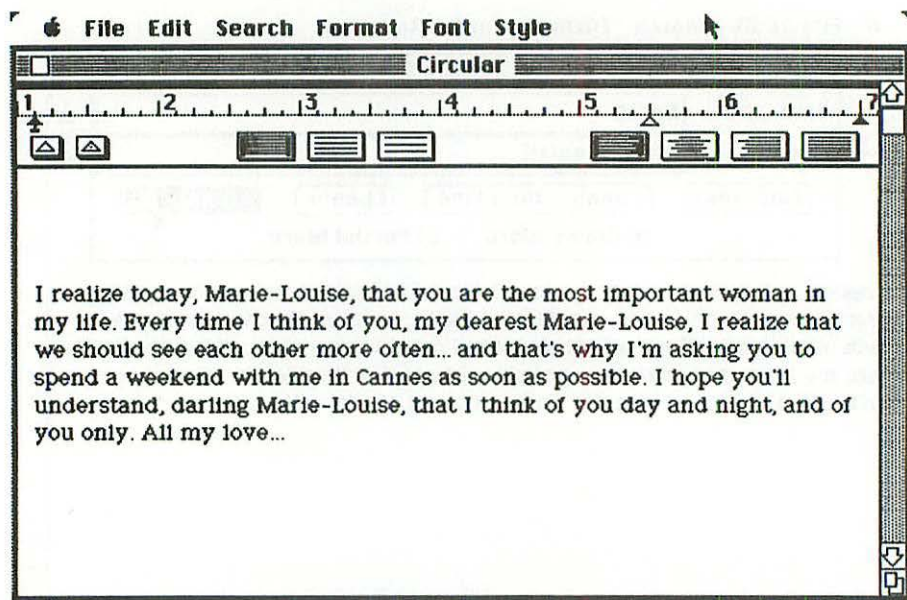 File Edit Search Format Font Style
Circular
1 2 3 4 5 6 7
I realize today, Marie-Louise, that you are the most important woman in
my life. Every time I think of you, my dearest Marie-Louise, I realize that
we should see each other more often... and that's why I'm asking you to
spend a weekend with me in Cannes as soon as possible. I hope you'll
understand, darling Marie-Louise, that I think of you day and night, and of
you only. All my love...